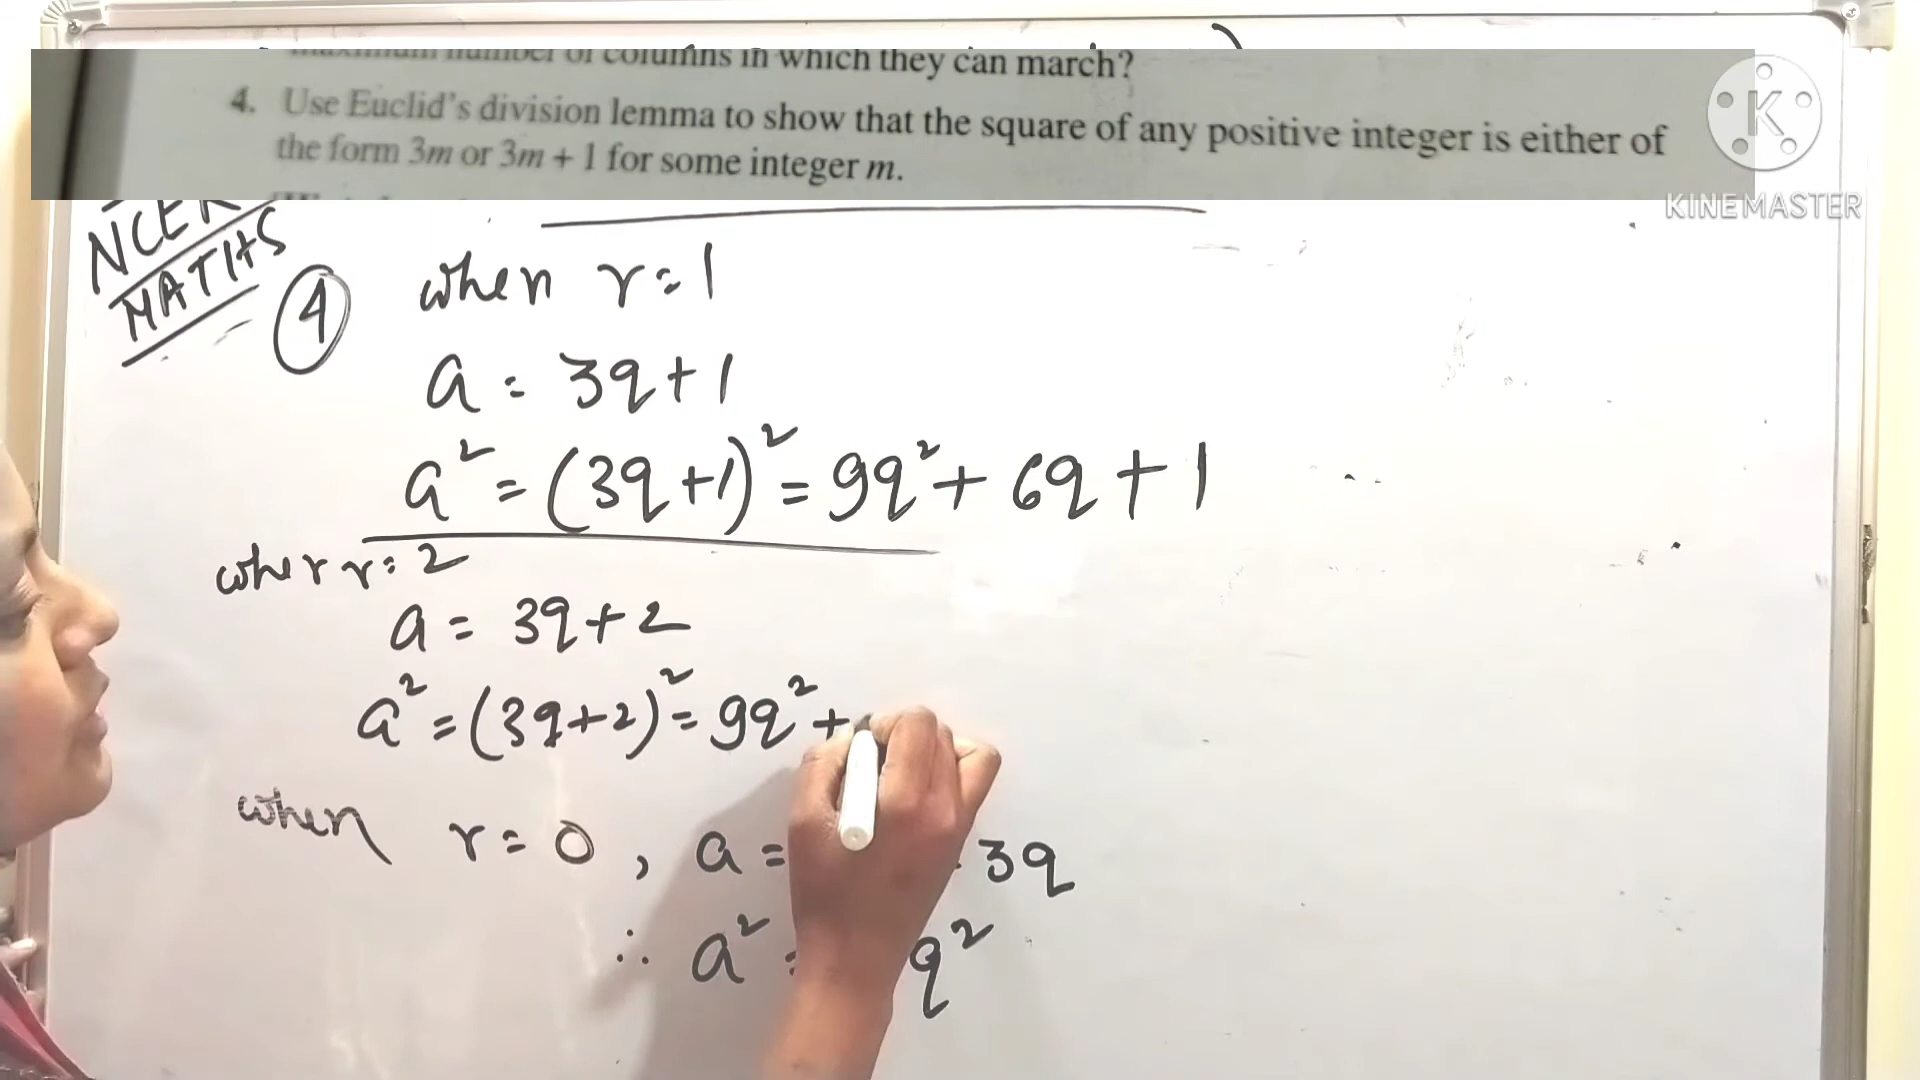 maximum number of columns in which they can march?
4. Use Euclid's division lemma to show that the square of any positive integer is either of
the form 3m or 3m + 1 for some integer m.
K
KINEMASTER
NCER
MATHS
4
when r = 1
a = 3q + 1
a² = (3q + 1)² = 9q² + 6q + 1
when r = 2
a = 3q + 2
a² = (3q + 2)² = 9q² +
when r = 0, a = 3q
∴ a² = q²